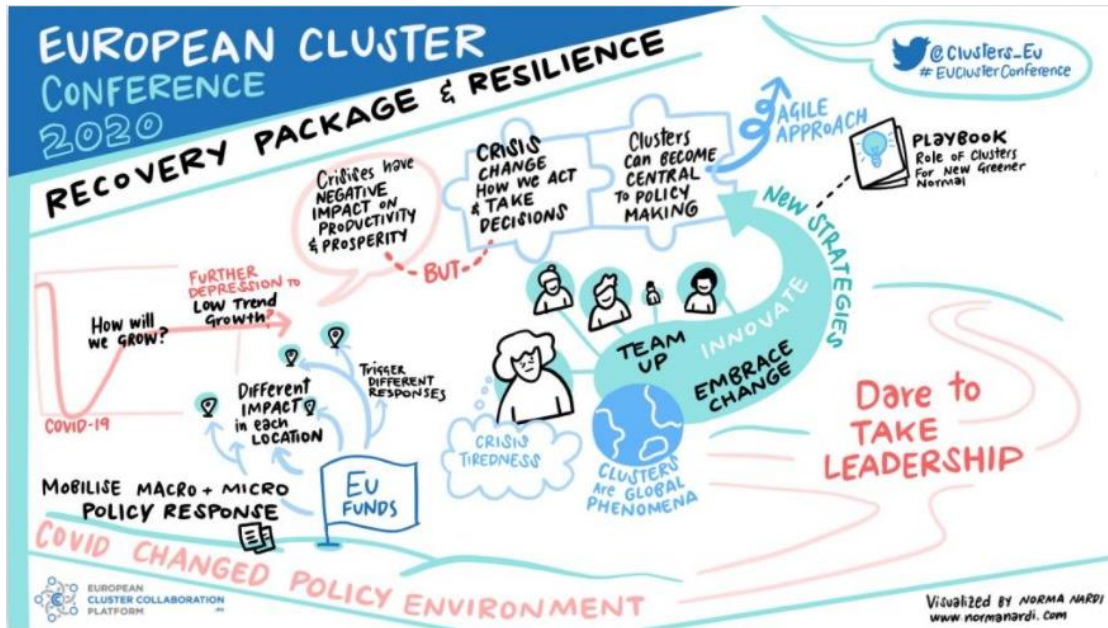 EUROPEAN CLUSTER
CONFERENCE
2020
RECOVERY PACKAGE & RESILIENCE
@Clusters_Eu
#EUClusterConference
Crisises have
NEGATIVE
IMPACT ON
PRODUCTIVITY
& PROSPERITY
BUT
CRISIS
CHANGE
HOW WE ACT
& TAKE
DECISIONS
Clusters
CAN BECOME
CENTRAL
TO POLICY
MAKING
AGILE
APPROACH
PLAYBOOK
Role of Clusters
For New Greener
Normal
NEW STRATEGIES
FURTHER
DEPRESSION to
LOW TREND
Growth?
How will
we GROW?
COVID-19
TRIGGER
DIFFERENT
RESPONSES
Different
IMPACT
in each
LOCATION
TEAM
UP
INNOVATE
EMBRACE
CHANGE
CRISIS
TIREDNESS
CLUSTERS
Are GLOBAL
PHENOMENA
Dare to
TAKE
LEADERSHIP
MOBILISE MACRO + MICRO
POLICY RESPONSE
EU
FUNDS
COVID CHANGED POLICY ENVIRONMENT
EUROPEAN
CLUSTER COLLABORATION
PLATFORM
Visualized BY NORMA NARDI
www.normanardi.com